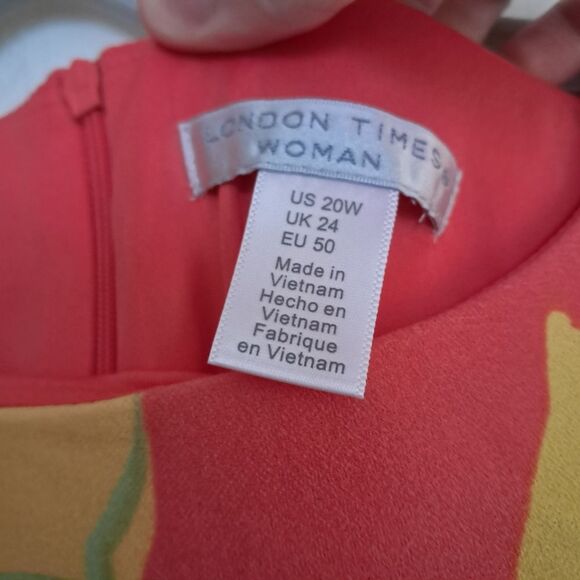 LONDON TIMES
WOMAN
US 20W
UK 24
EU 50
Made in
Vietnam
Hecho en
Vietnam
Fabrique
en Vietnam